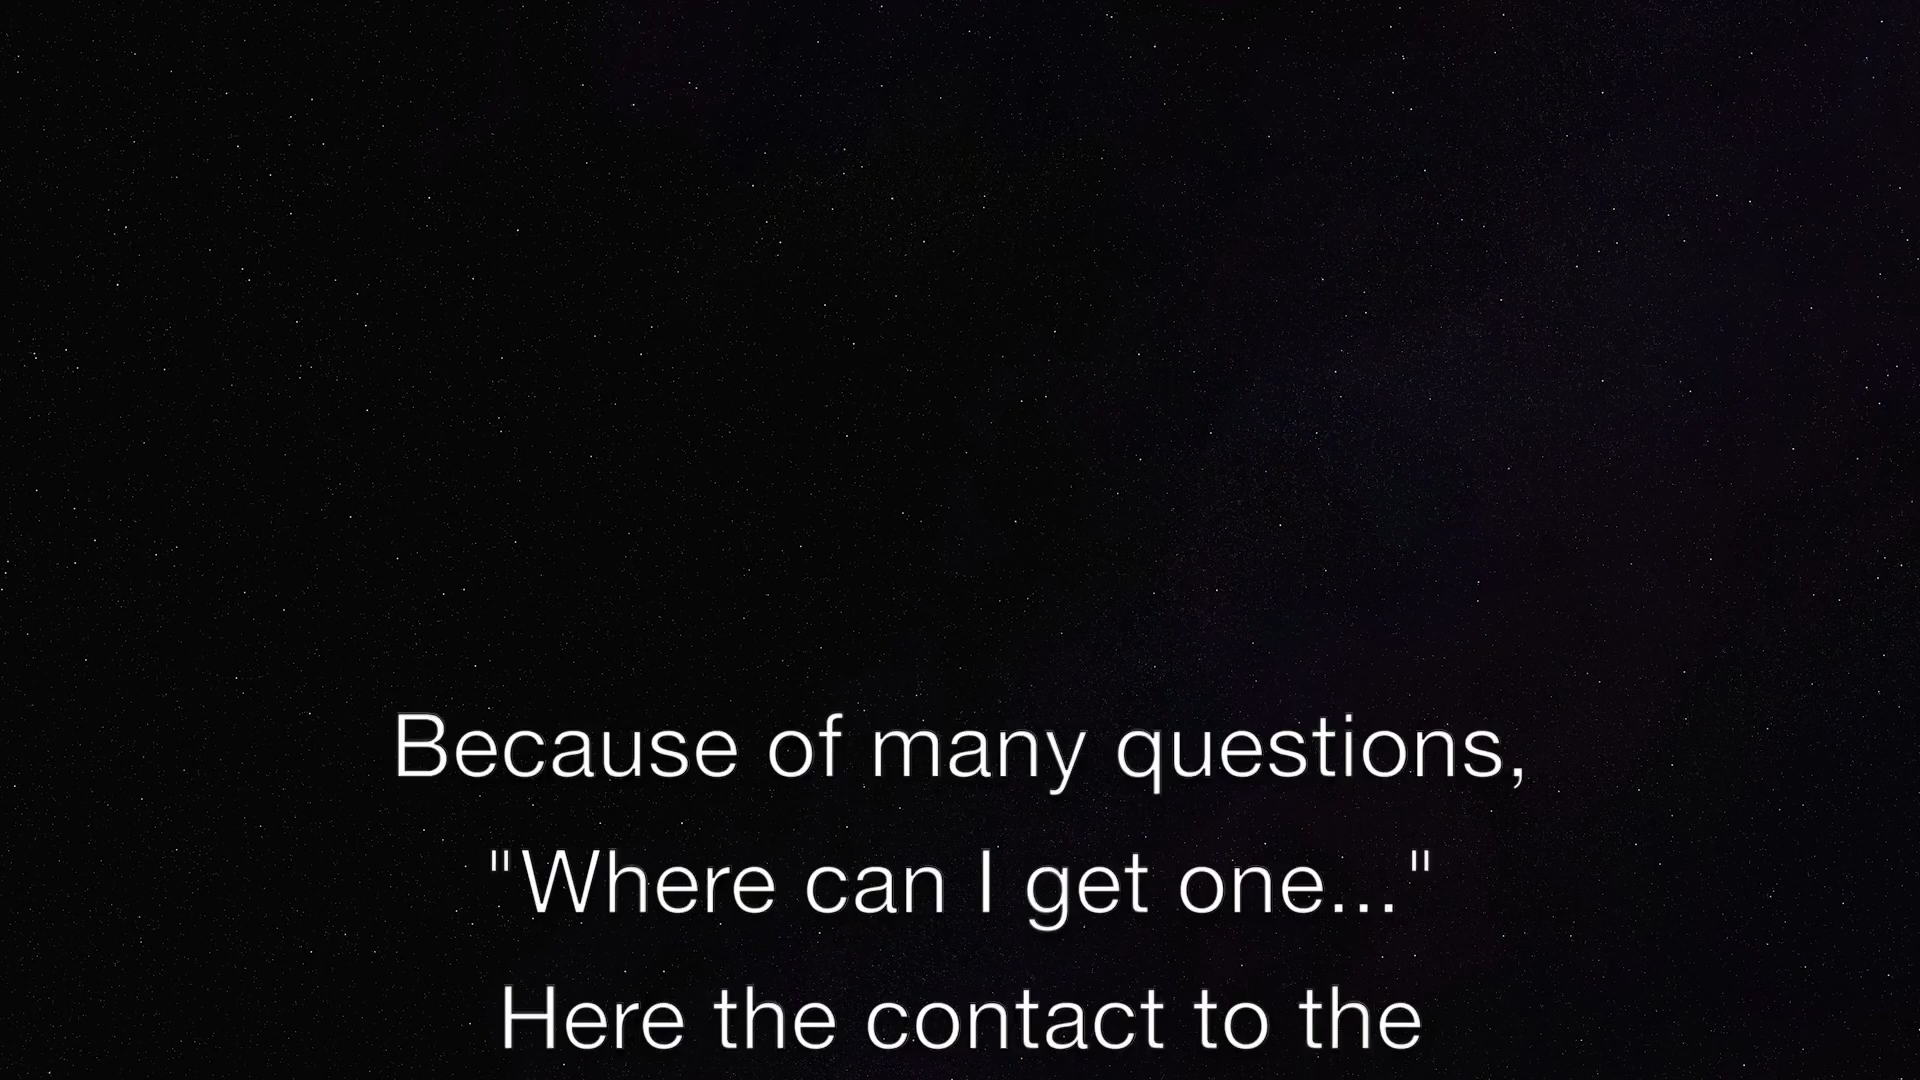 Because of many questions,
"Where can I get one..."
Here the contact to the